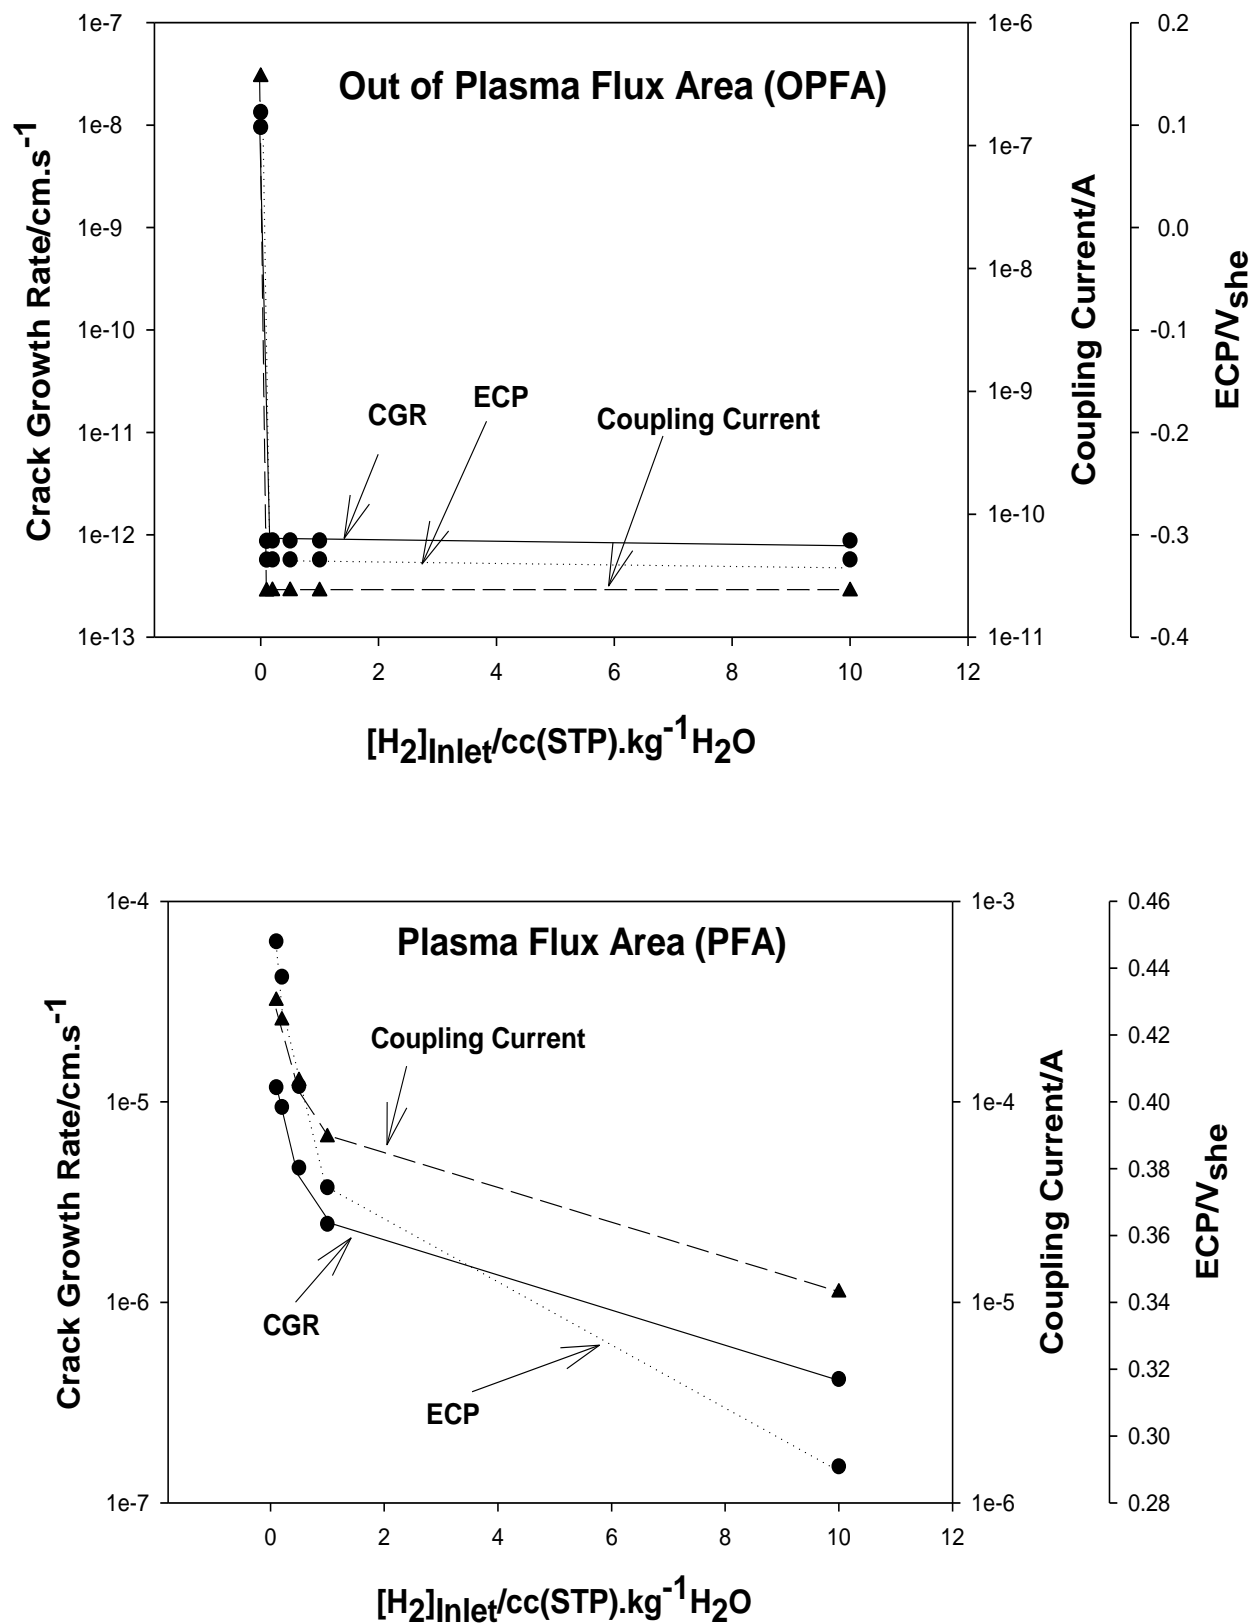 Out of Plasma Flux Area (OPFA)
Crack Growth Rate/cm.s-1
1e-7
1e-8
1e-9
1e-10
1e-11
1e-12
1e-13
CGR
ECP
Coupling Current
1e-6
1e-7
1e-8
1e-9
1e-10
1e-11
Coupling Current/A
0.2
0.1
0.0
-0.1
-0.2
-0.3
-0.4
ECP/Vshe
0 2 4 6 8 10 12
[H2]Inlet/cc(STP).kg-1H2O
Plasma Flux Area (PFA)
Crack Growth Rate/cm.s-1
1e-4
1e-5
1e-6
1e-7
Coupling Current
CGR
ECP
1e-3
1e-4
1e-5
1e-6
Coupling Current/A
0.46
0.44
0.42
0.40
0.38
0.36
0.34
0.32
0.30
0.28
ECP/Vshe
0 2 4 6 8 10 12
[H2]Inlet/cc(STP).kg-1H2O